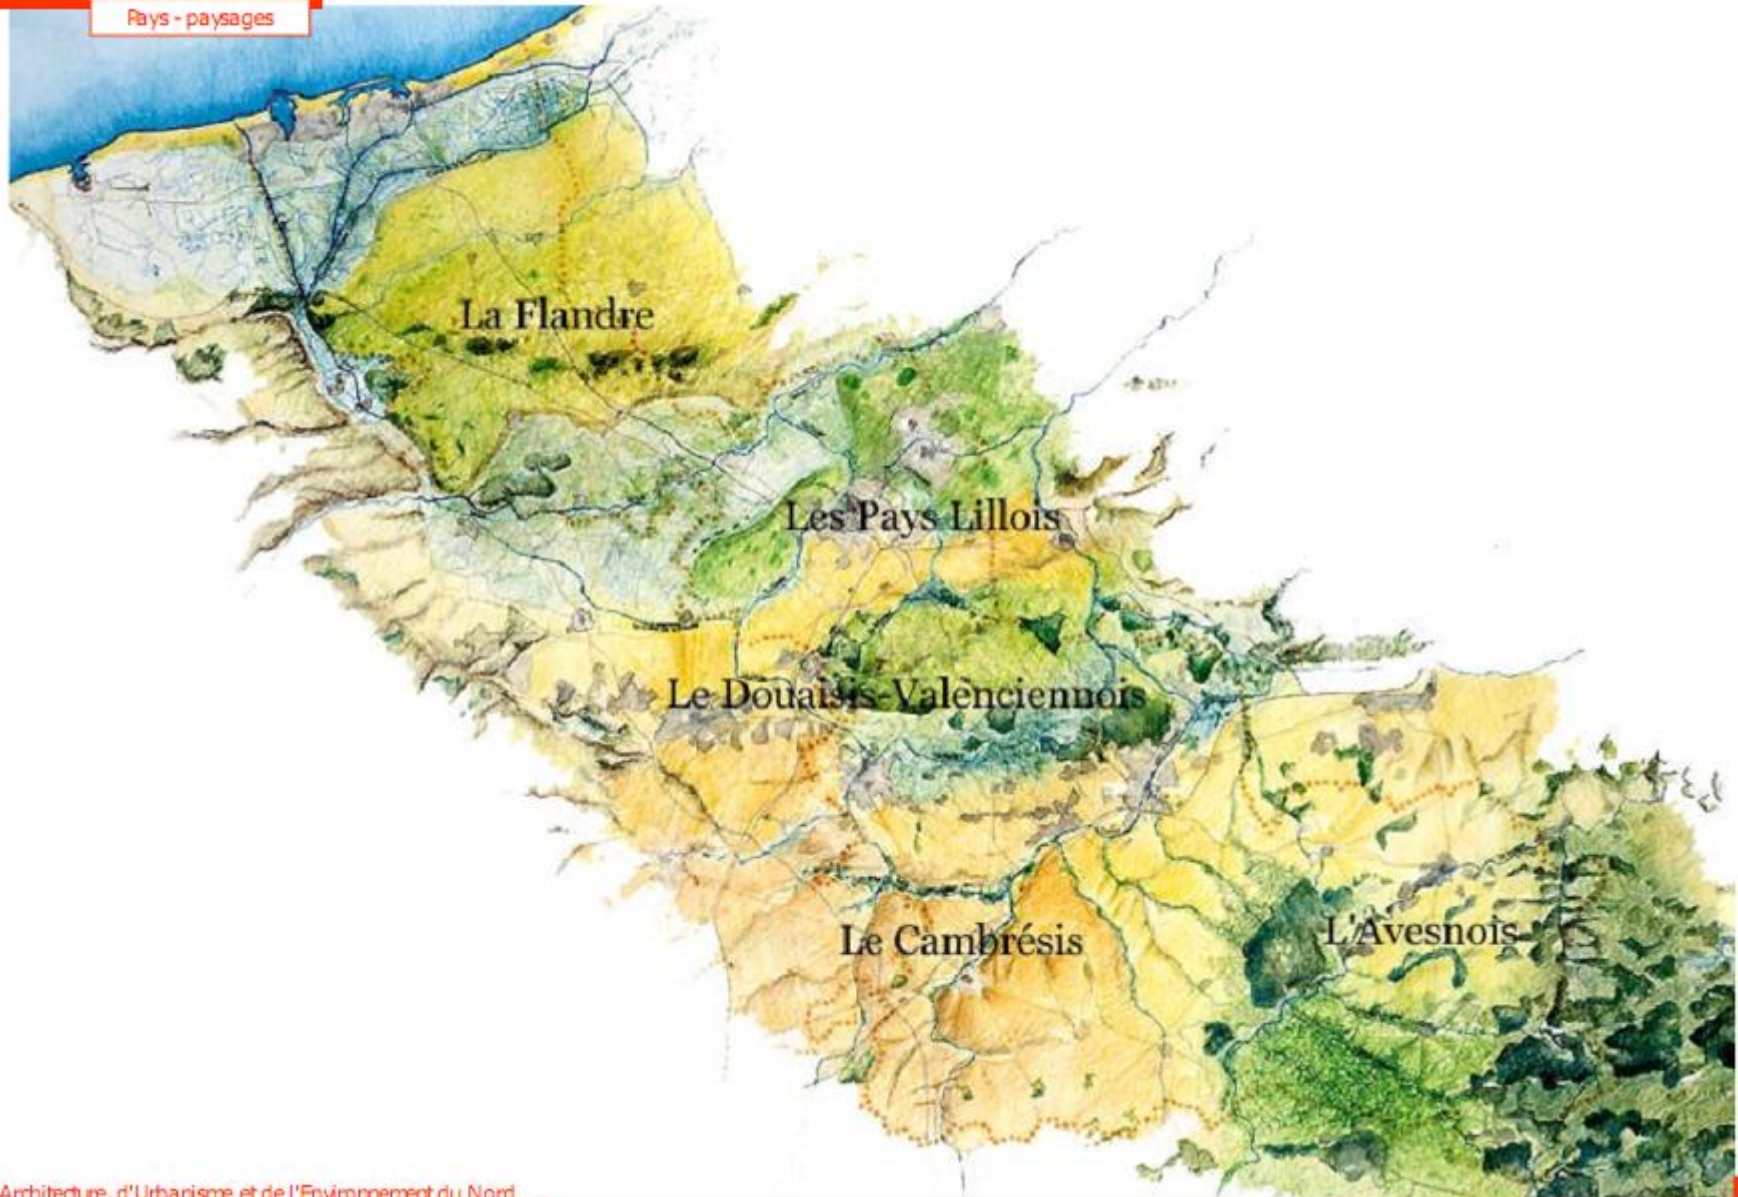 Pays - paysages
La Flandre
Les Pays Lillois
Le Douaisis-Valenciennois
Le Cambrésis
L'Avesnois
Architecture, d'Urbanisme et de l'Environnement du Nord